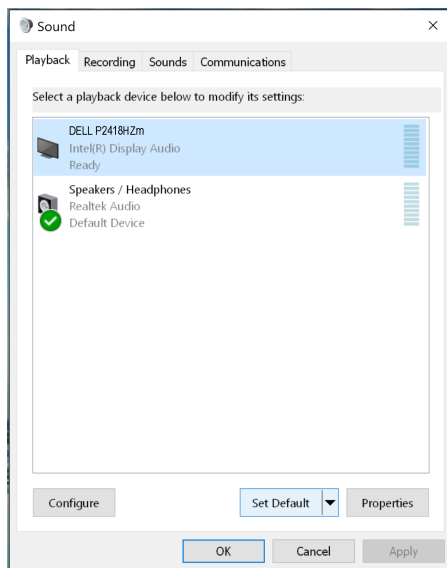 Sound
Playback Recording Sounds Communications
Select a playback device below to modify its settings:
DELL P2418HZm
Intel(R) Display Audio
Ready
Speakers / Headphones
Realtek Audio
Default Device
Configure Set Default Properties
OK Cancel Apply